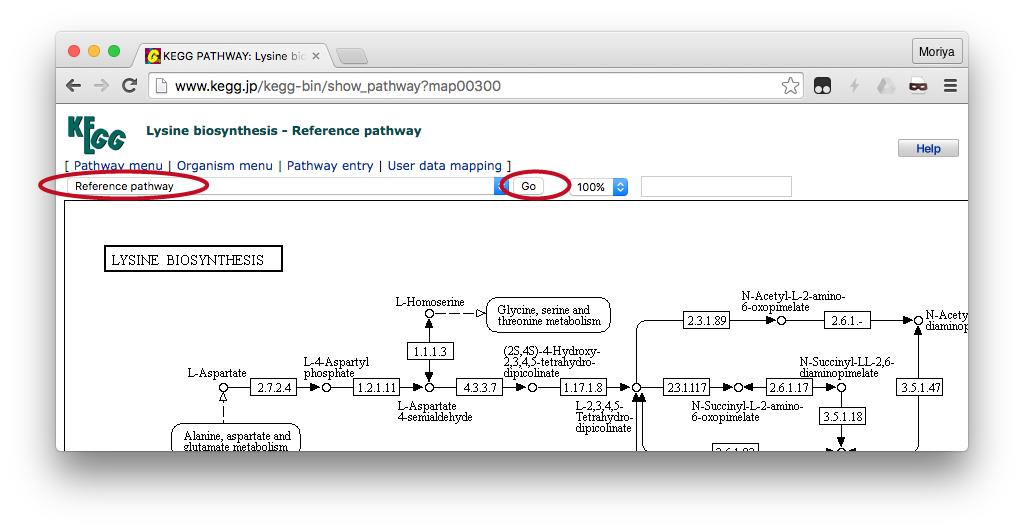 KEGG PATHWAY: Lysine bio
Moriya
www.kegg.jp/kegg-bin/show_pathway?map00300
KEGG
Lysine biosynthesis - Reference pathway
Help
[ Pathway menu | Organism menu | Pathway entry | User data mapping ]
Reference pathway
Go
100%
LYSINE BIOSYNTHESIS
L-Homoserine
Glycine, serine and
threonine metabolism
N-Acetyl-L-2-amino-
6-oxopimelate
2.3.1.89
2.6.1.-
N-Acety
diaminop
1.1.1.3
(2S,4S)-4-Hydroxy-
2,3,4,5-tetrahydro-
dipicolinate
L-4-Aspartyl
phosphate
L-Aspartate
N-Succinyl-LL-2,6-
diaminopimelate
2.7.2.4
1.2.1.11
4.3.3.7
1.17.1.8
2.3.1.117
2.6.1.17
3.5.1.47
L-Aspartate
4-semialdehyde
L-2,3,4,5-
Tetrahydro-
dipicolinate
N-Succinyl-L-2-amino-
6-oxopimelate
3.5.1.18
Alanine, aspartate and
glutamate metabolism